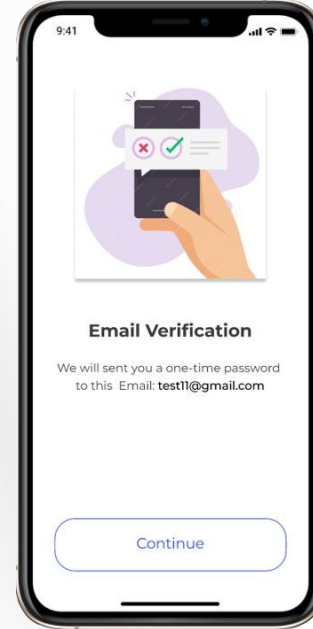 9:41
Email Verification
We will sent you a one-time password
to this Email: test11@gmail.com
Continue